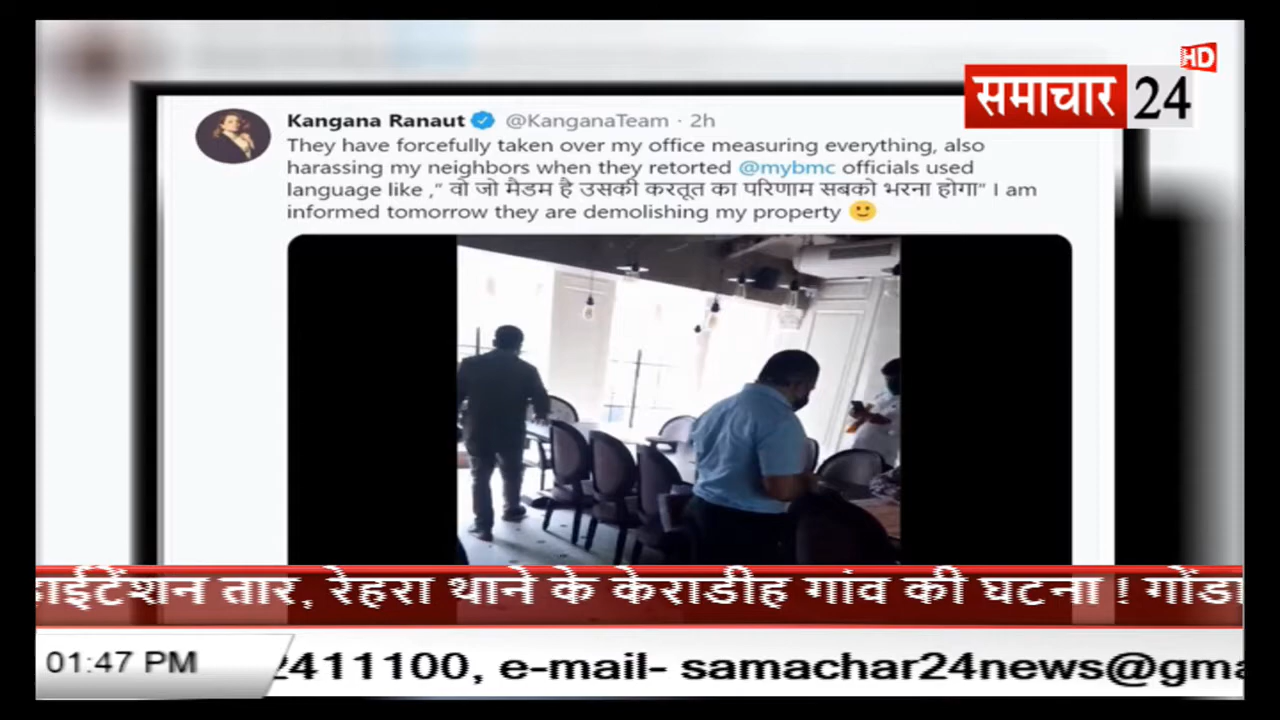 HD
समाचार 24
Kangana Ranaut @KanganaTeam · 2h
They have forcefully taken over my office measuring everything, also
harassing my neighbors when they retorted @mybmc officials used
language like ," वो जो मैडम है उसकी करतूत का परिणाम सबको भरना होगा" I am
informed tomorrow they are demolishing my property 🙂
तार, रेहरा थाने के केराडीह गांव की घटना ! गोंडा
01:47 PM
2411100, e-mail- samachar24news@gma